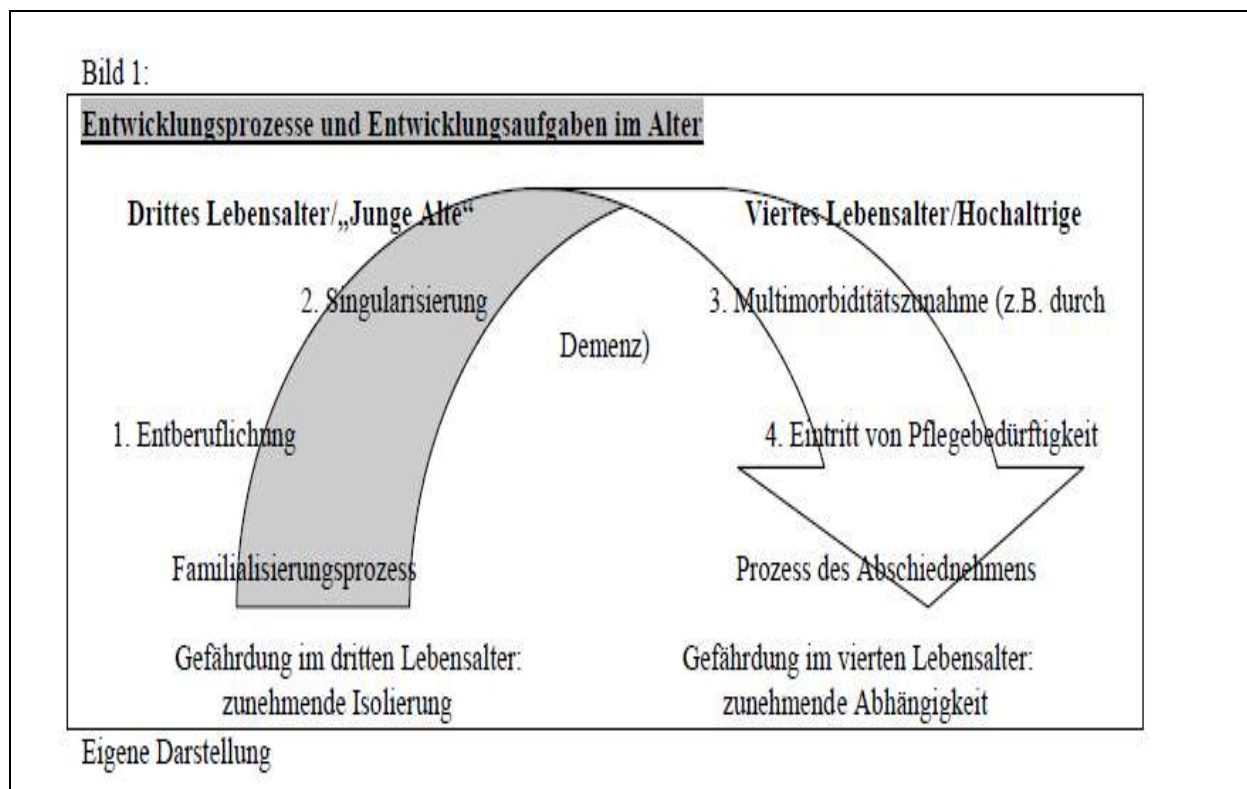 Bild 1:
Entwicklungsprozesse und Entwicklungsaufgaben im Alter
Drittes Lebensalter/„Junge Alte“
Viertes Lebensalter/Hochaltrige
2. Singularisierung
3. Multimorbiditätszunahme (z.B. durch
Demenz)
1. Entberuflichung
4. Eintritt von Pflegebedürftigkeit
Familialisierungsprozess
Prozess des Abschiednehmens
Gefährdung im dritten Lebensalter:
zunehmende Isolierung
Gefährdung im vierten Lebensalter:
zunehmende Abhängigkeit
Eigene Darstellung